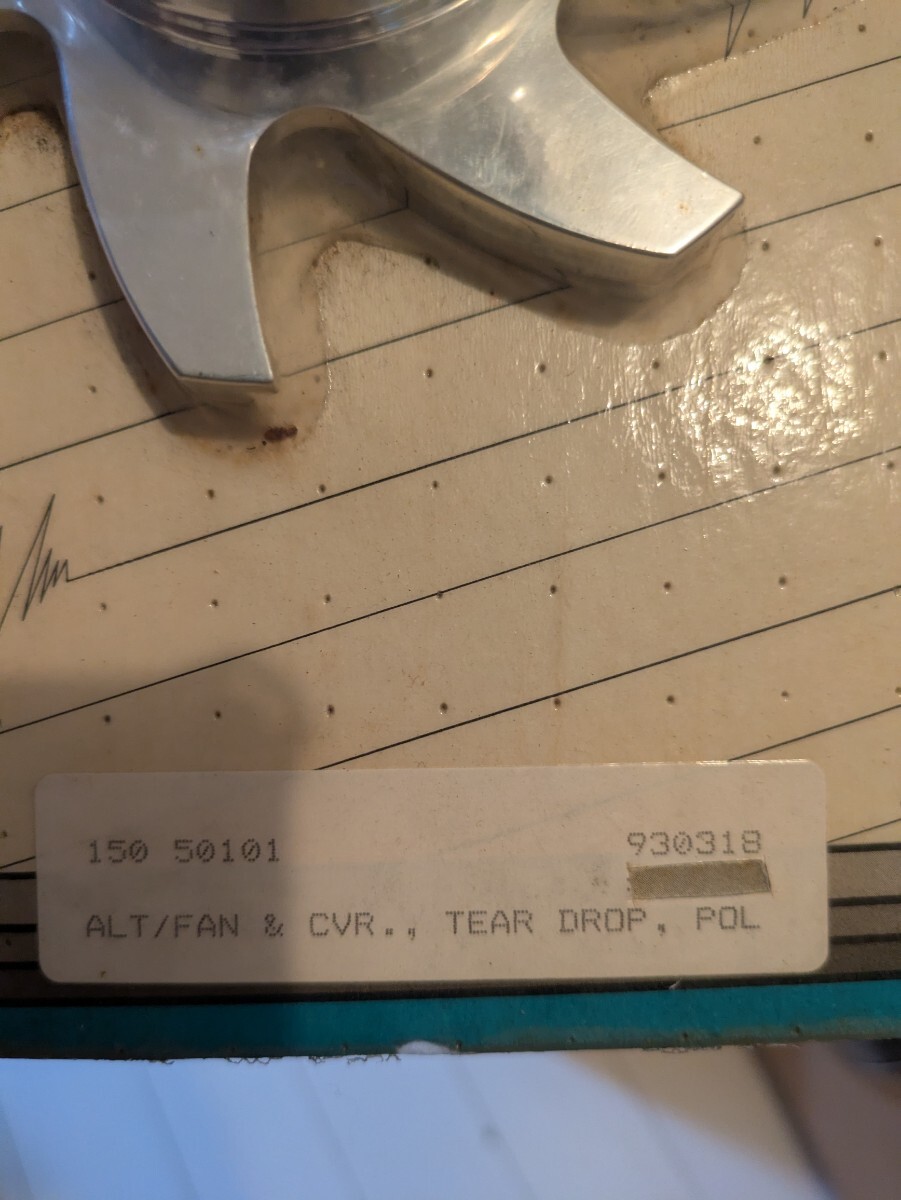 150 50101 930318
ALT/FAN & CVR., TEAR DROP, POL